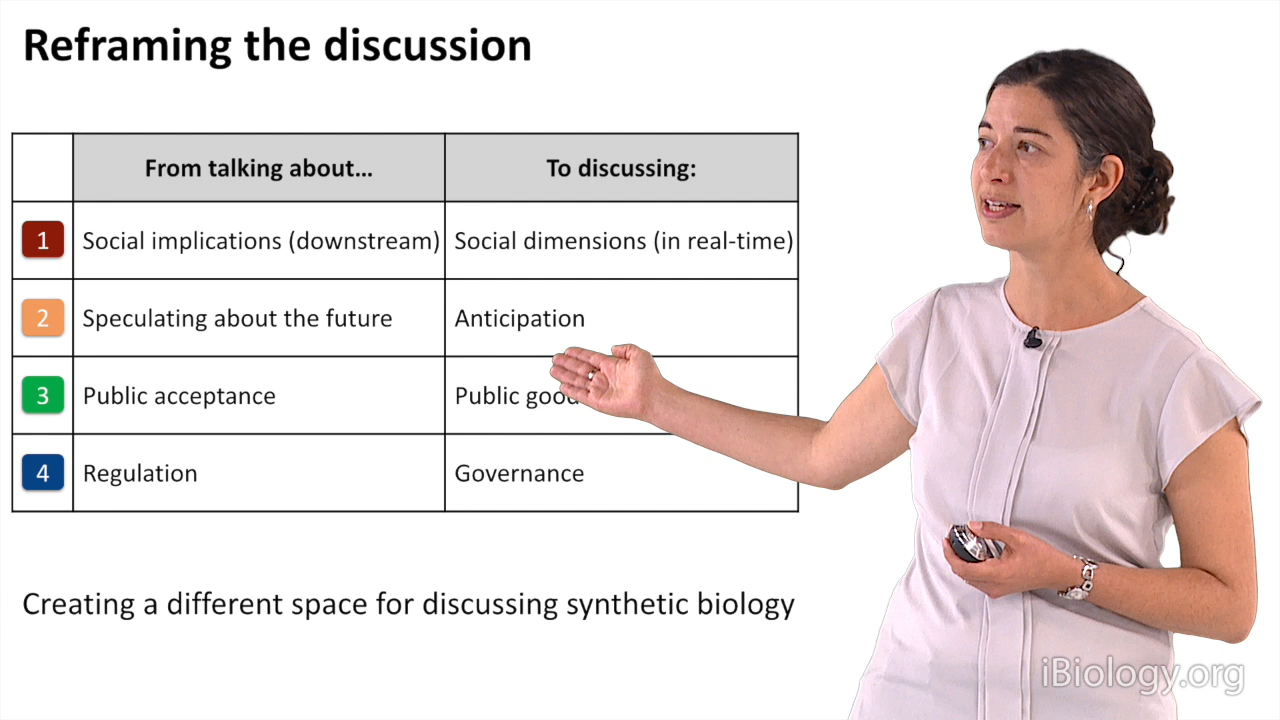 Reframing the discussion
From talking about...
To discussing:
1
Social implications (downstream)
Social dimensions (in real-time)
2
Speculating about the future
Anticipation
3
Public acceptance
Public good
4
Regulation
Governance
Creating a different space for discussing synthetic biology
iBiology.org